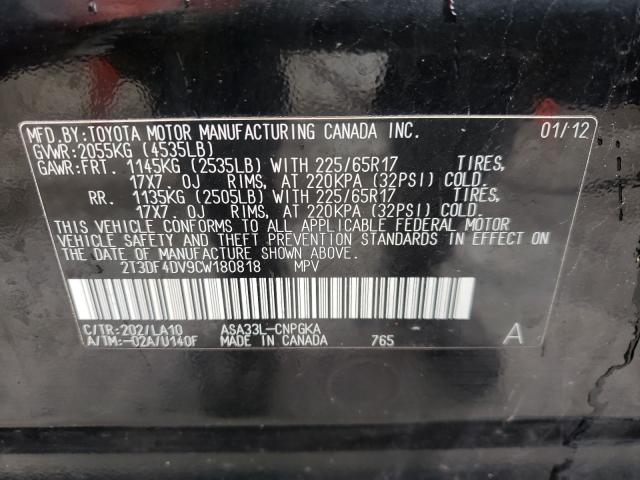 MFD.BY:TOYOTA MOTOR MANUFACTURING CANADA INC. 01/12
GVWR:2055KG (4535LB)
GAWR:FRT. 1145KG (2535LB) WITH 225/65R17 TIRES,
17X7.0J RIMS, AT 220KPA (32PSI) COLD.
RR. 1135KG (2505LB) WITH 225/65R17 TIRES,
17X7.0J RIMS, AT 220KPA (32PSI) COLD.
THIS VEHICLE CONFORMS TO ALL APPLICABLE FEDERAL MOTOR
VEHICLE SAFETY AND THEFT PREVENTION STANDARDS IN EFFECT ON
THE DATE OF MANUFACTURE SHOWN ABOVE.
2T3DF4DV9CW180818 MPV
C/TR:202/LA10 ASA33L-CNPGKA
A/TM:-02A/U140F MADE IN CANADA 765 A